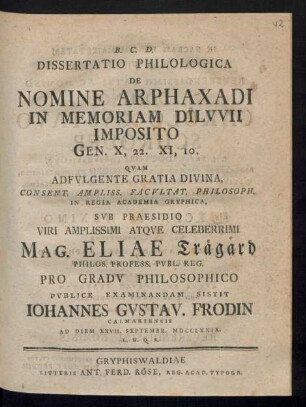 42
B. C. D.
DISSERTATIO PHILOLOGICA
DE
NOMINE ARPHAXADI
IN MEMORIAM DILVVII
IMPOSITO
GEN. X, 22. XI, 10.
QVAM
ADFVLGENTE GRATIA DIVINA,
CONSENT. AMPLISS. FACVLTAT. PHILOSOPH.
IN REGIA ACADEMIA GRYPHICA,
SVB PRAESIDIO
VIRI AMPLISSIMI ATQVE CELEBERRIMI
MAG. ELIAE Trägård
PHILOS. PROFESS. PVBL. REG.
PRO GRADV PHILOSOPHICO
PVBLICE EXAMINANDAM SISTIT
IOHANNES GVSTAV. FRODIN
CALMARIENSIS
AD DIEM XXVII. SEPTEMBR. MDCCLXXIX.
L. H. Q. S.
GRYPHISWALDIAE
LITTERIS ANT. FERD. RÖSE, REG. ACAD. TYPOGR.